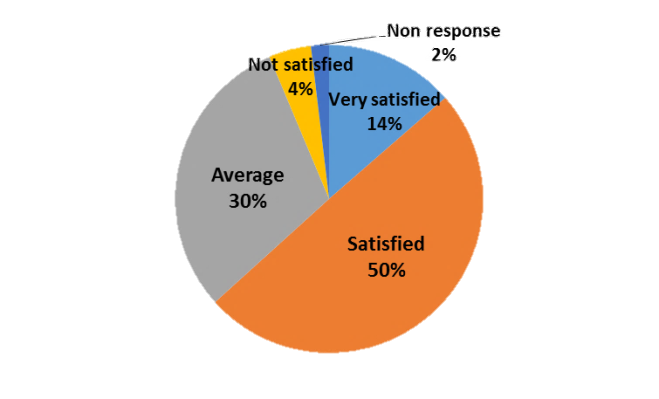 Non response
2%
Not satisfied
4%
Very satisfied
14%
Average
30%
Satisfied
50%